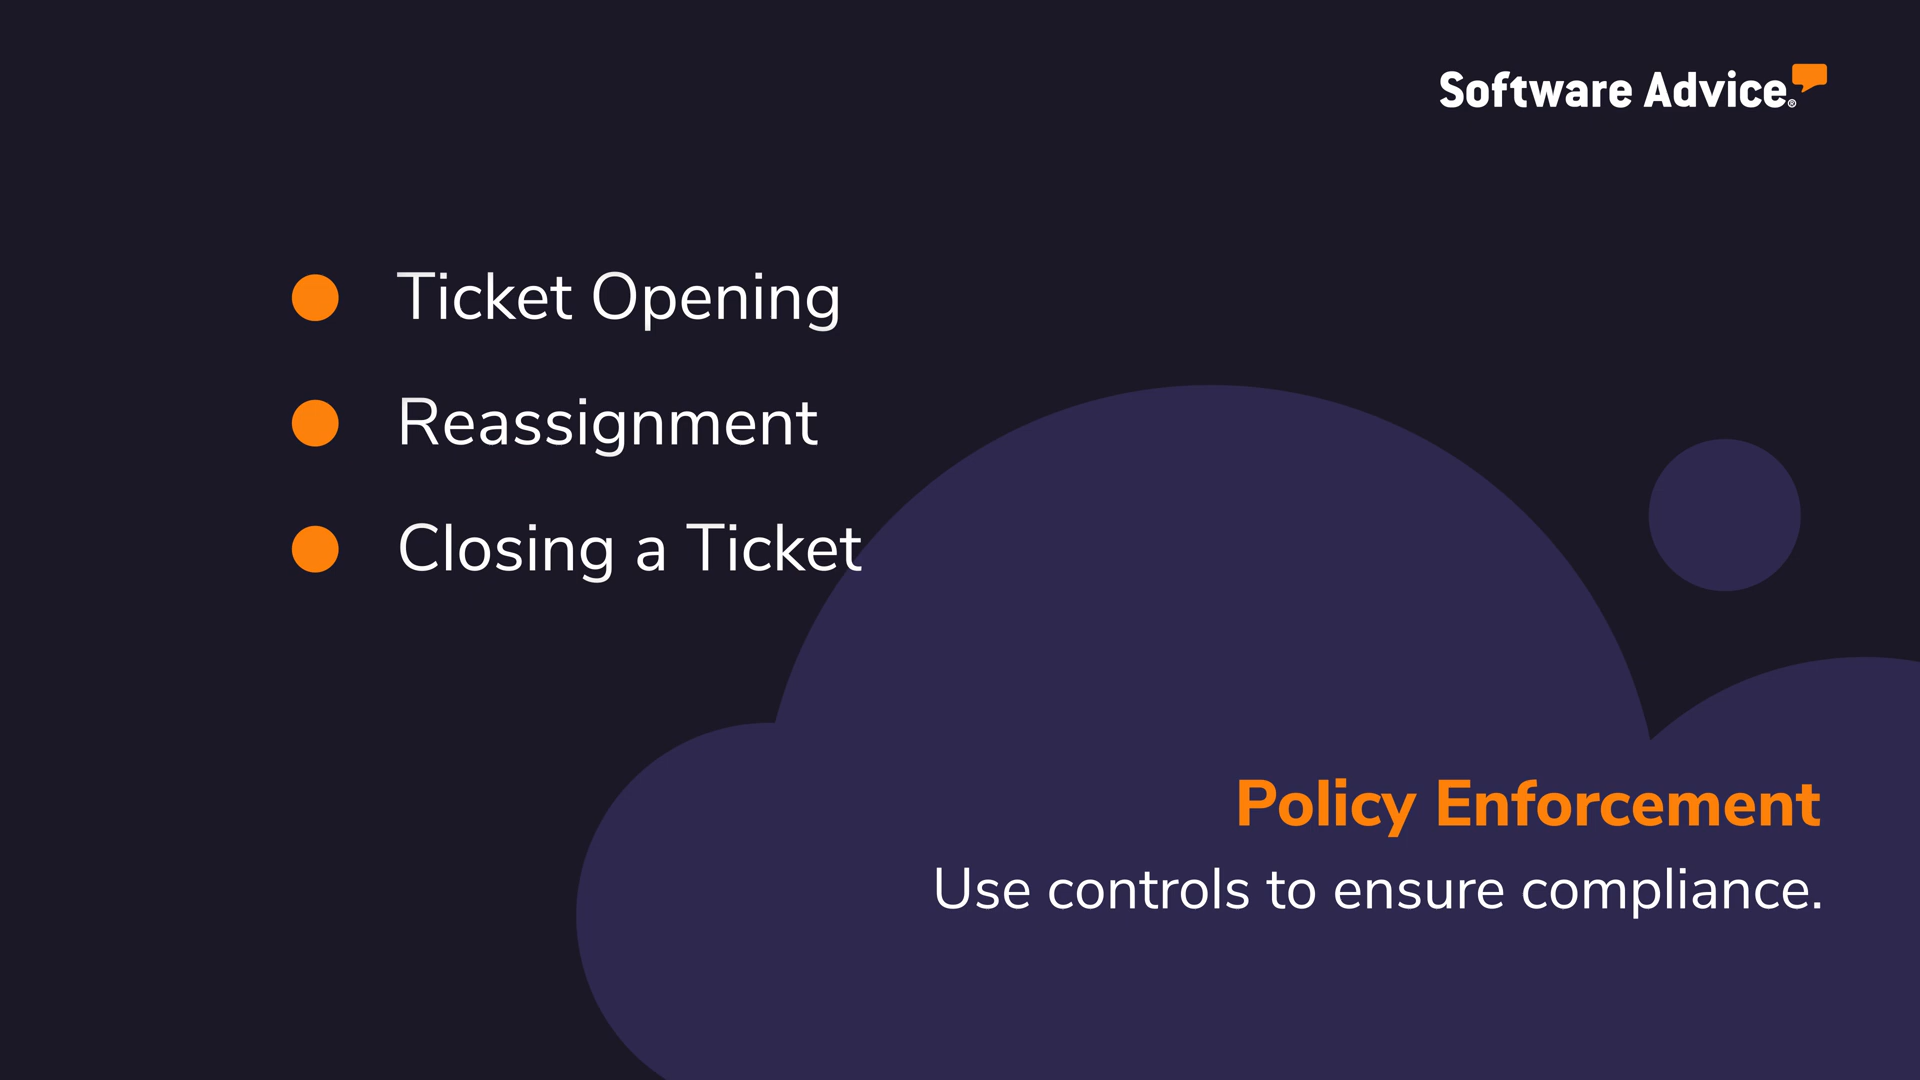 Software Advice®
Ticket Opening
Reassignment
Closing a Ticket
Policy Enforcement
Use controls to ensure compliance.